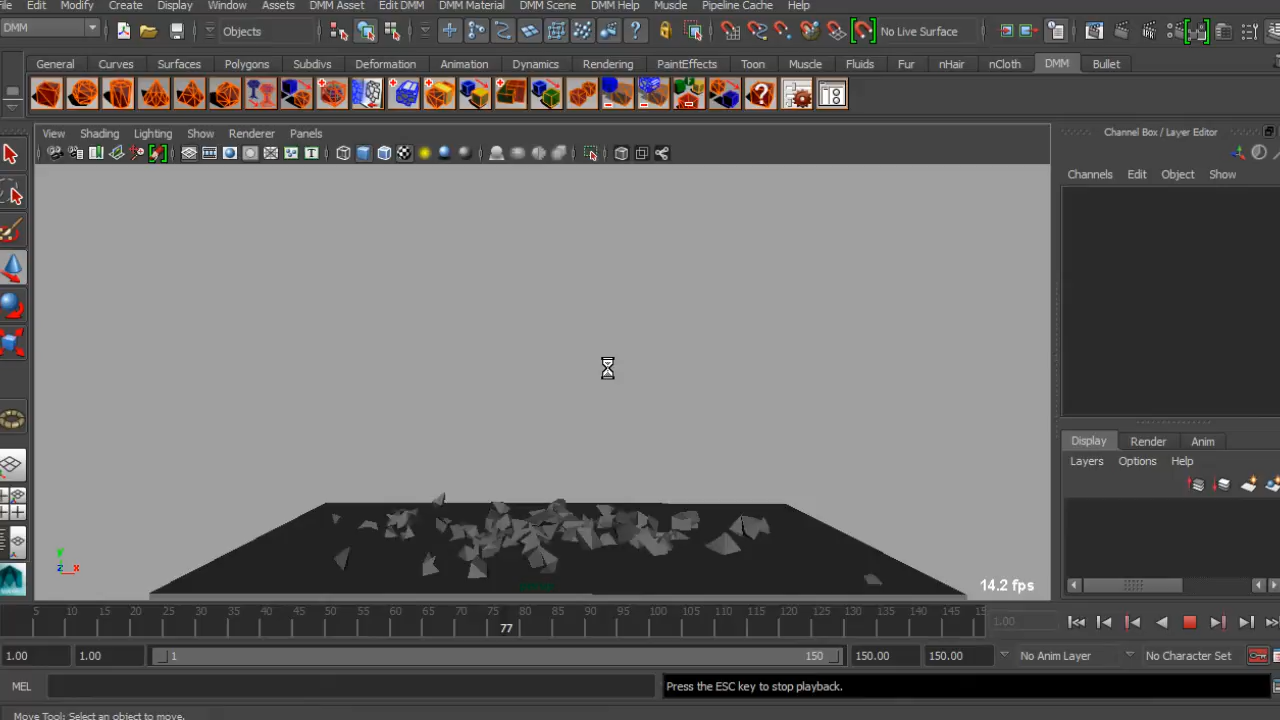 File Edit Modify Create Display Window Assets DMM Asset Edit DMM DMM Material DMM Scene DMM Help Muscle Pipeline Cache Help
DMM Objects No Live Surface
General Curves Surfaces Polygons Subdivs Deformation Animation Rendering Dynamics PaintEffects Toon Muscle Fluids Fur nHair nCloth DMM Bullet
View Shading Lighting Show Renderer Panels
Channel Box / Layer Editor
Channels Edit Object Show
Display Render Anim
Layers Options Help
y
z x
14.2 fps
5 10 15 20 25 30 35 40 45 50 55 60 65 70 75 80 85 90 95 100 105 110 115 120 125 130 135 140 145 15
77
1.00
1.00 1.00 1 150 150.00 150.00 No Anim Layer No Character Set
MEL Press the ESC key to stop playback.
Move Tool: Select an object to move.